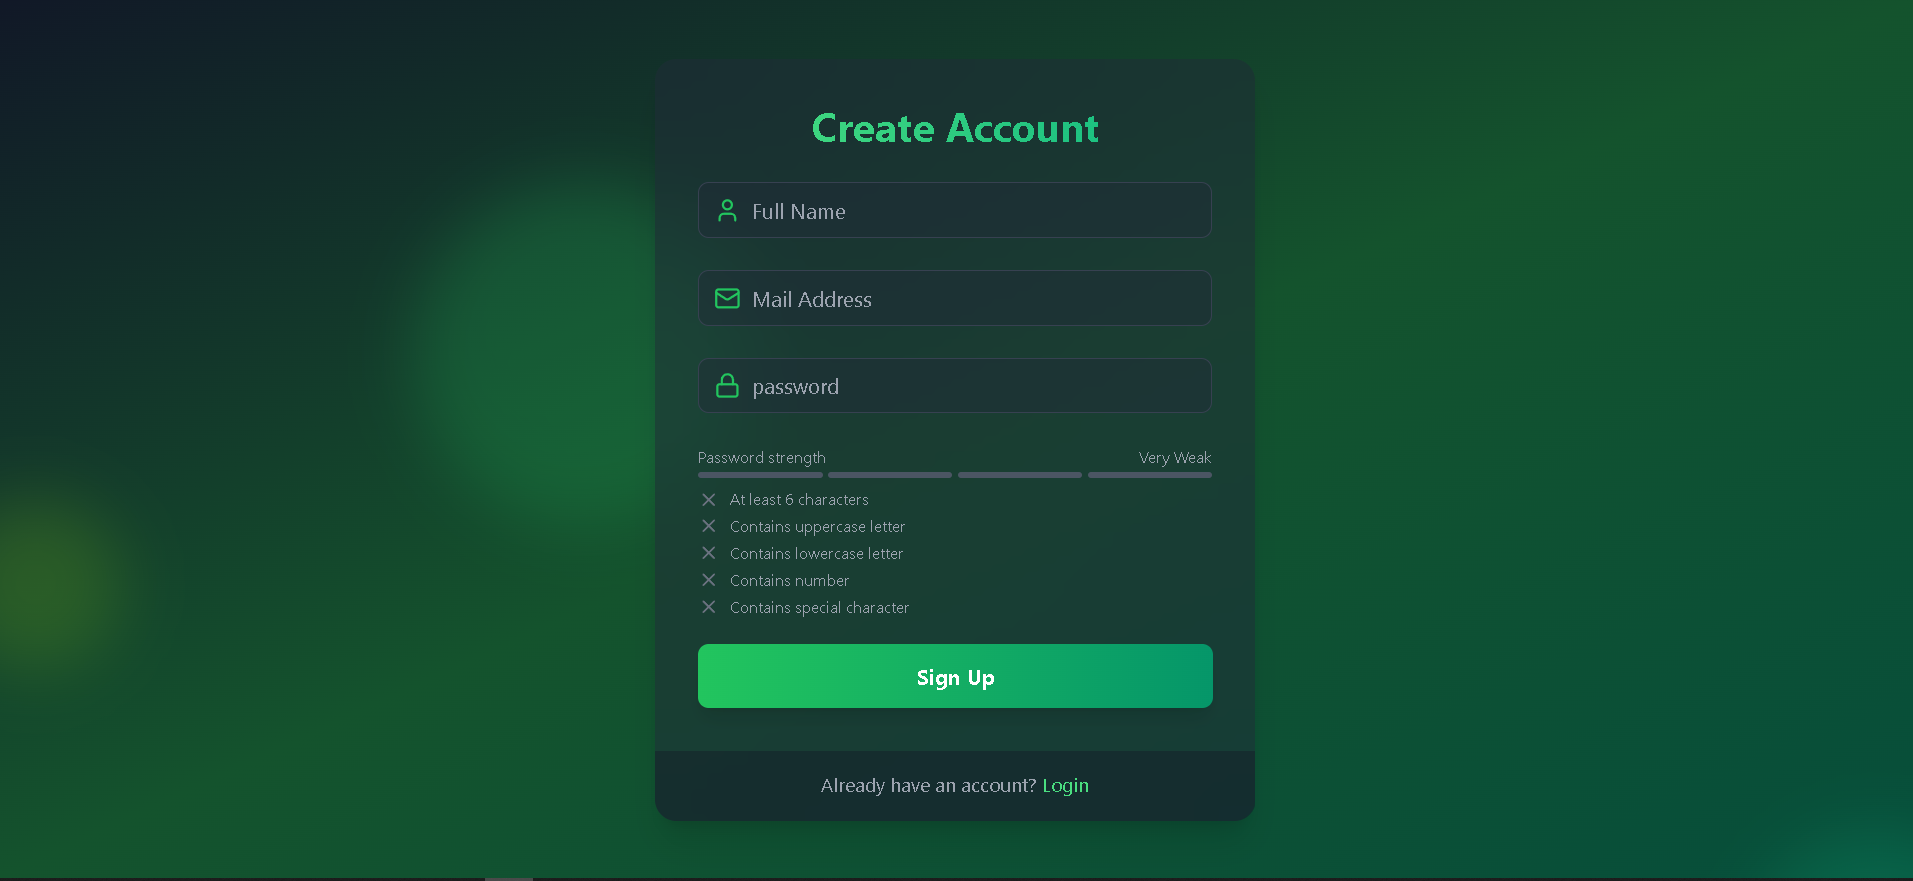 Create Account
Full Name
Mail Address
password
Password strength
Very Weak
At least 6 characters
Contains uppercase letter
Contains lowercase letter
Contains number
Contains special character
Sign Up
Already have an account? Login